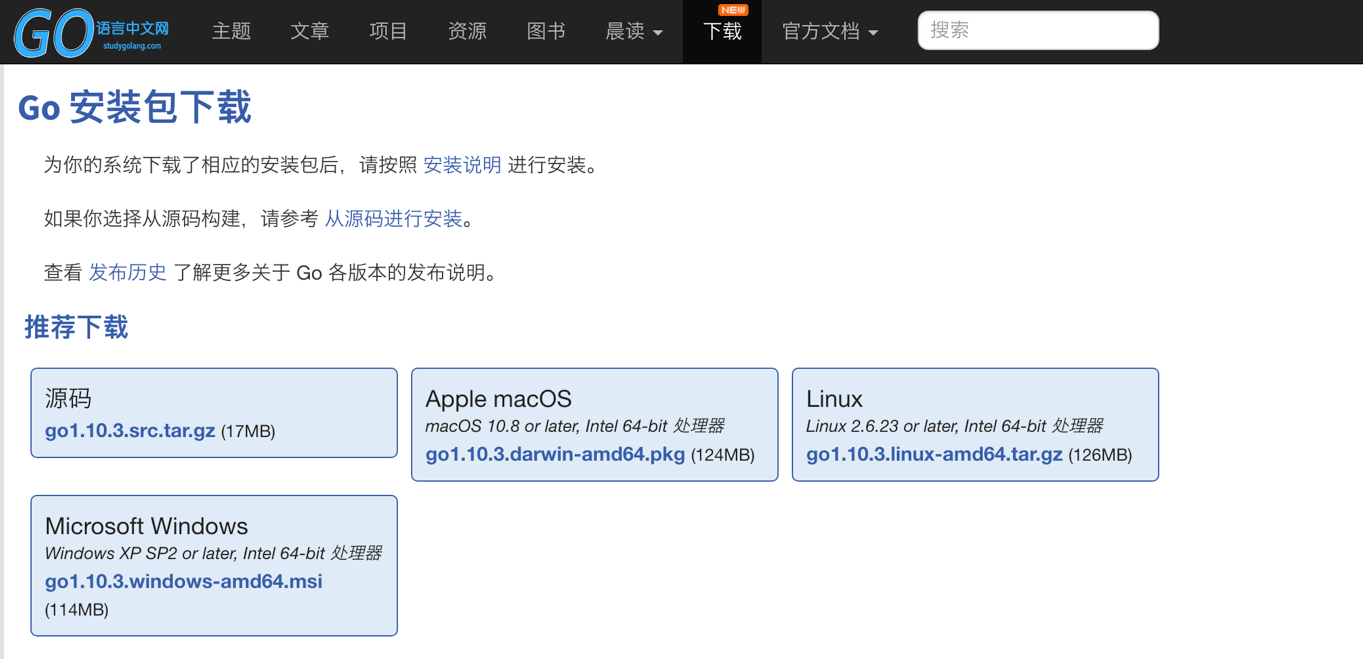 GO 语言中文网
studygolang.com
主题 文章 项目 资源 图书 晨读 下载 NEW 官方文档 搜索
Go 安装包下载
为你的系统下载了相应的安装包后，请按照 安装说明 进行安装。
如果你选择从源码构建，请参考 从源码进行安装。
查看 发布历史 了解更多关于 Go 各版本的发布说明。
推荐下载
源码
go1.10.3.src.tar.gz (17MB)
Apple macOS
macOS 10.8 or later, Intel 64-bit 处理器
go1.10.3.darwin-amd64.pkg (124MB)
Linux
Linux 2.6.23 or later, Intel 64-bit 处理器
go1.10.3.linux-amd64.tar.gz (126MB)
Microsoft Windows
Windows XP SP2 or later, Intel 64-bit 处理器
go1.10.3.windows-amd64.msi
(114MB)